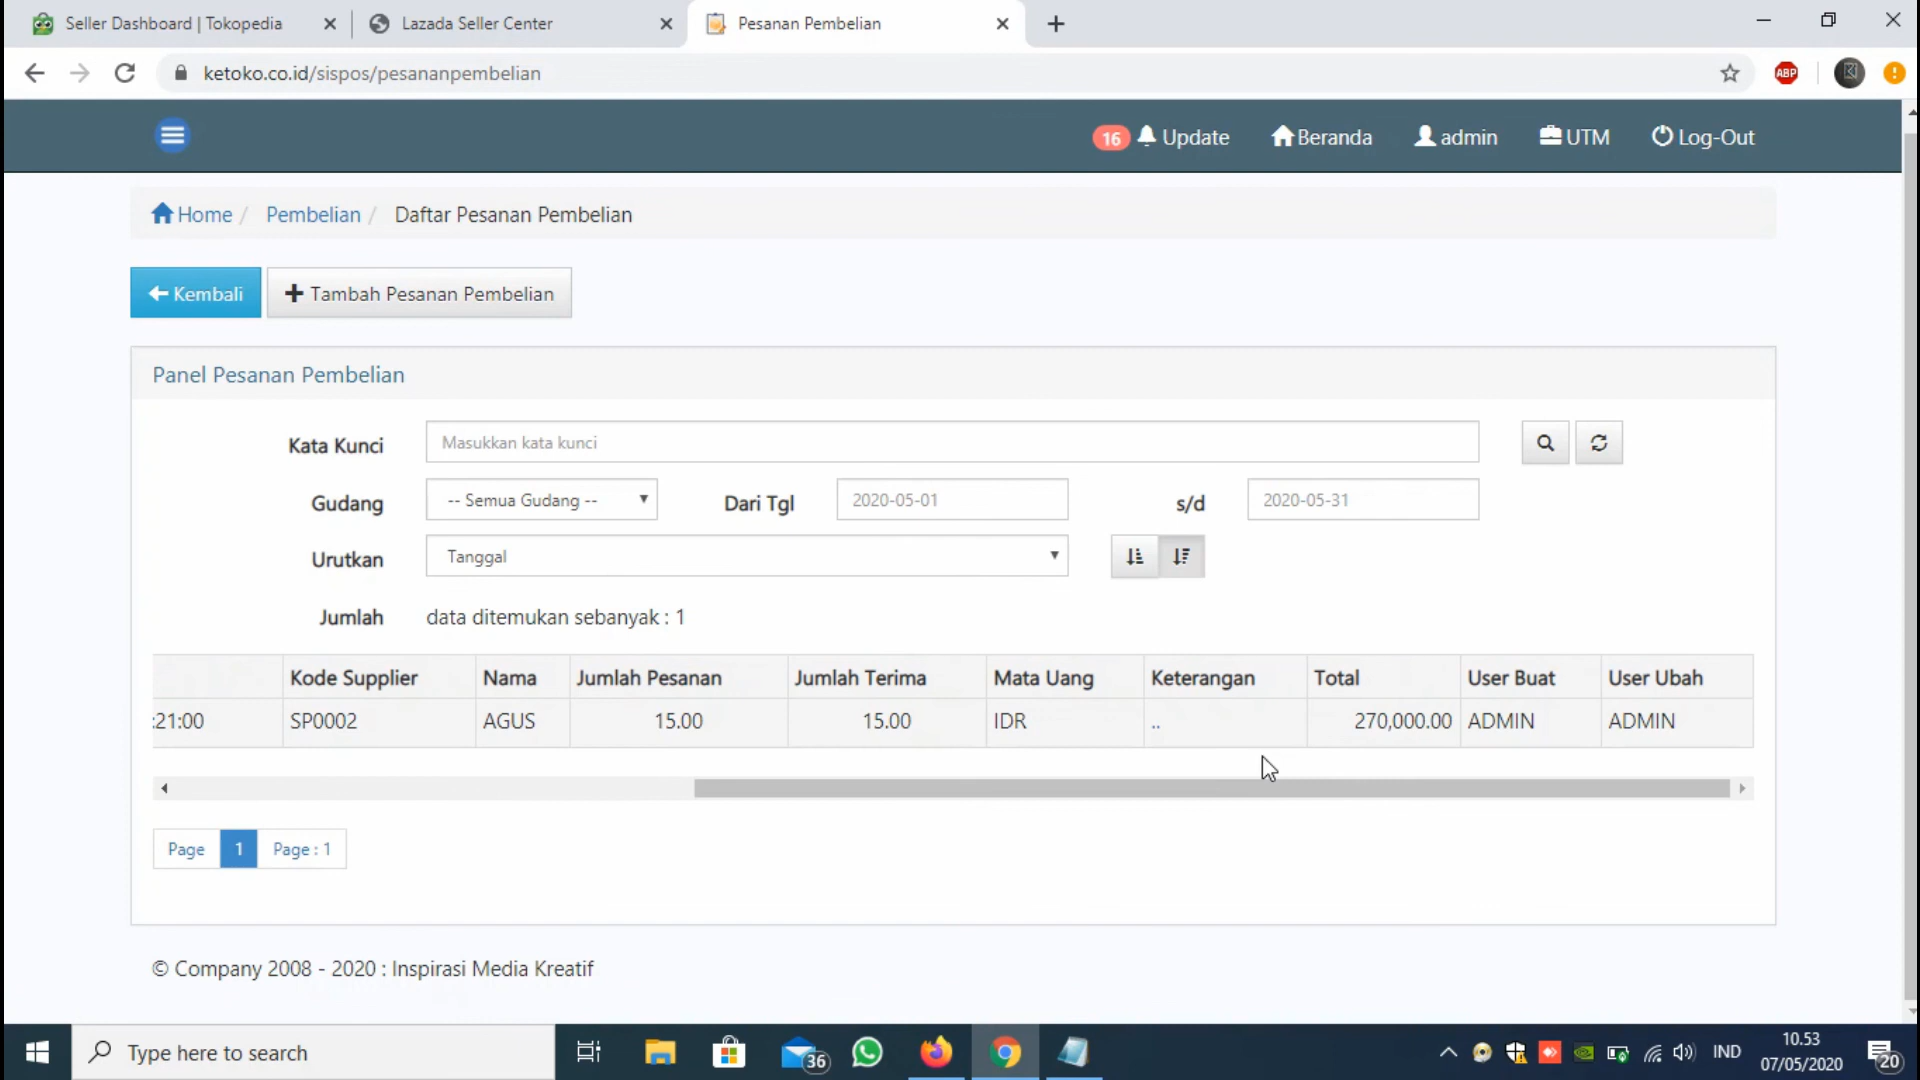 Seller Dashboard | Tokopedia
Lazada Seller Center
Pesanan Pembelian
ketoko.co.id/sispos/pesananpembelian
ABP
16 Update
Beranda
admin
UTM
Log-Out
Home / Pembelian / Daftar Pesanan Pembelian
Kembali
Tambah Pesanan Pembelian
Panel Pesanan Pembelian
Kata Kunci Masukkan kata kunci
Gudang -- Semua Gudang -- Dari Tgl 2020-05-01 s/d 2020-05-31
Urutkan Tanggal
Jumlah data ditemukan sebanyak : 1
Kode Supplier Nama Jumlah Pesanan Jumlah Terima Mata Uang Keterangan Total User Buat User Ubah
:21:00 SP0002 AGUS 15.00 15.00 IDR .. 270,000.00 ADMIN ADMIN
Page 1 Page : 1
© Company 2008 - 2020 : Inspirasi Media Kreatif
Type here to search
36
IND
10.53
07/05/2020
20